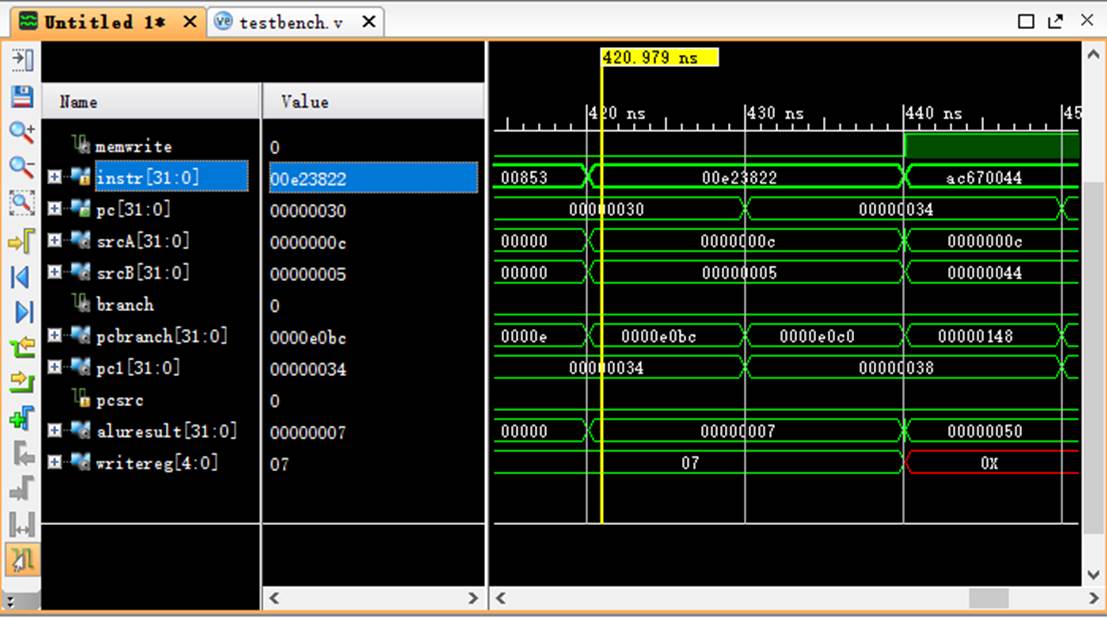 Untitled 1* testbench.v
420.979 ns
Name Value 420 ns 430 ns 440 ns 45
memwrite 0
instr[31:0] 00e23822 00853 00e23822 ac670044
pc[31:0] 00000030 00000030 00000034
srcA[31:0] 0000000c 00000 0000000c 0000000c
srcB[31:0] 00000005 00000 00000005 00000044
branch 0
pcbranch[31:0] 0000e0bc 0000e 0000e0bc 0000e0c0 00000148
pc1[31:0] 00000034 00000034 00000038
pcsrc 0
aluresult[31:0] 00000007 00000 00000007 00000050
writereg[4:0] 07 07 0X